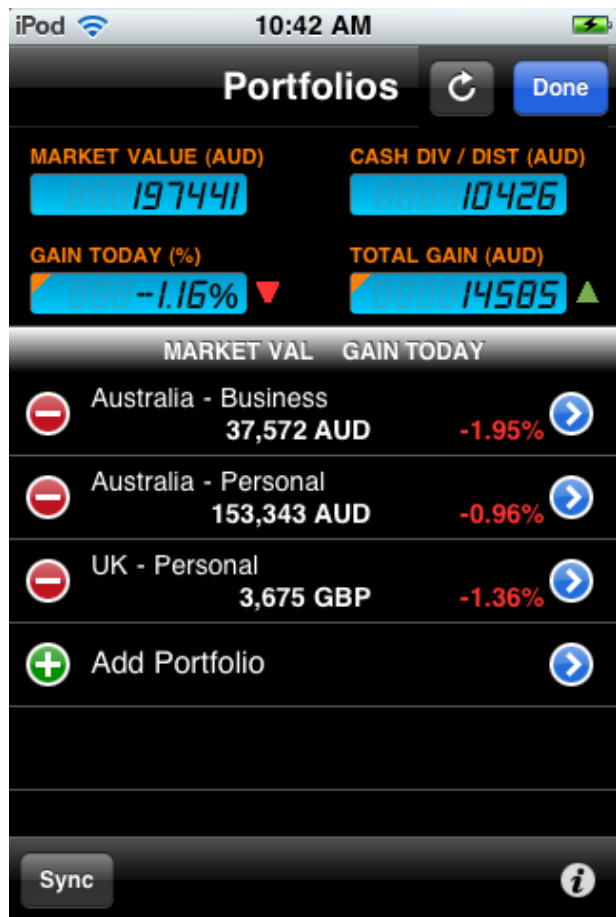 iPod 10:42 AM
Portfolios Done
MARKET VALUE (AUD) CASH DIV / DIST (AUD)
197441 10426
GAIN TODAY (%) TOTAL GAIN (AUD)
-1.16% 14585
MARKET VAL GAIN TODAY
Australia - Business
37,572 AUD -1.95%
Australia - Personal
153,343 AUD -0.96%
UK - Personal
3,675 GBP -1.36%
Add Portfolio
Sync i